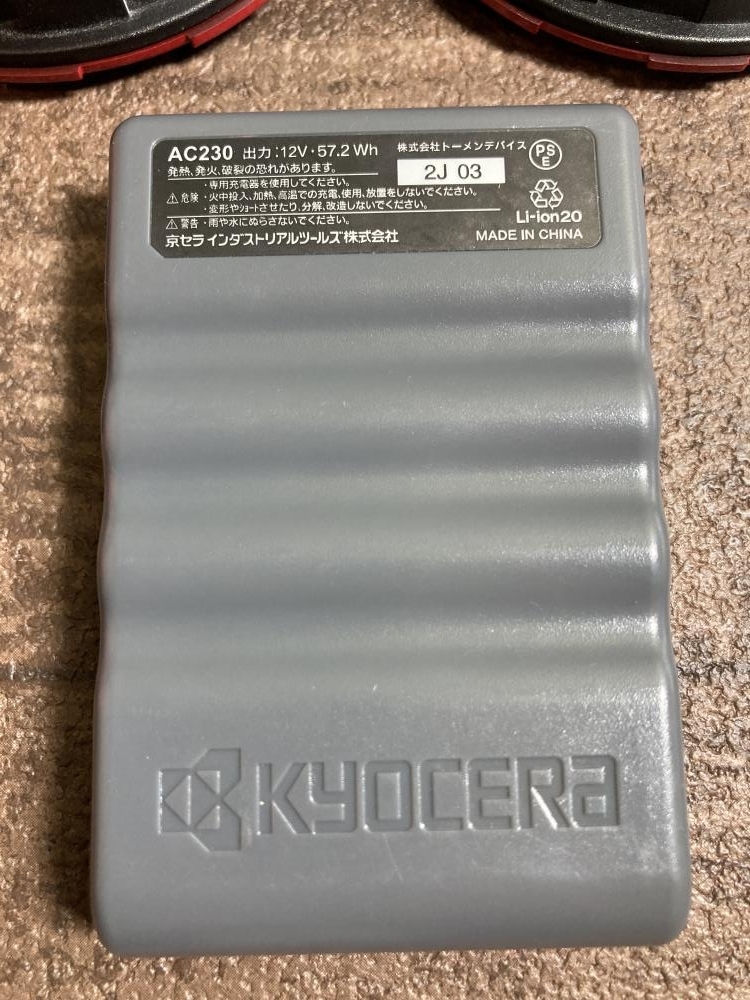 AC230 出力:12V・57.2 Wh 株式会社トーメンデバイス
PS
E
発熱、発火、破裂の恐れがあります。
2J 03
・専用充電器を使用してください。
⚠危険 ・火中投入、加熱、高温での充電、使用、放置をしないでください。
・変形やショートさせたり、分解、改造しないでください。
⚠警告 ・雨や水にぬらさないでください。
Li-ion20
京セラインダストリアルツールズ株式会社 MADE IN CHINA
KYOCERA